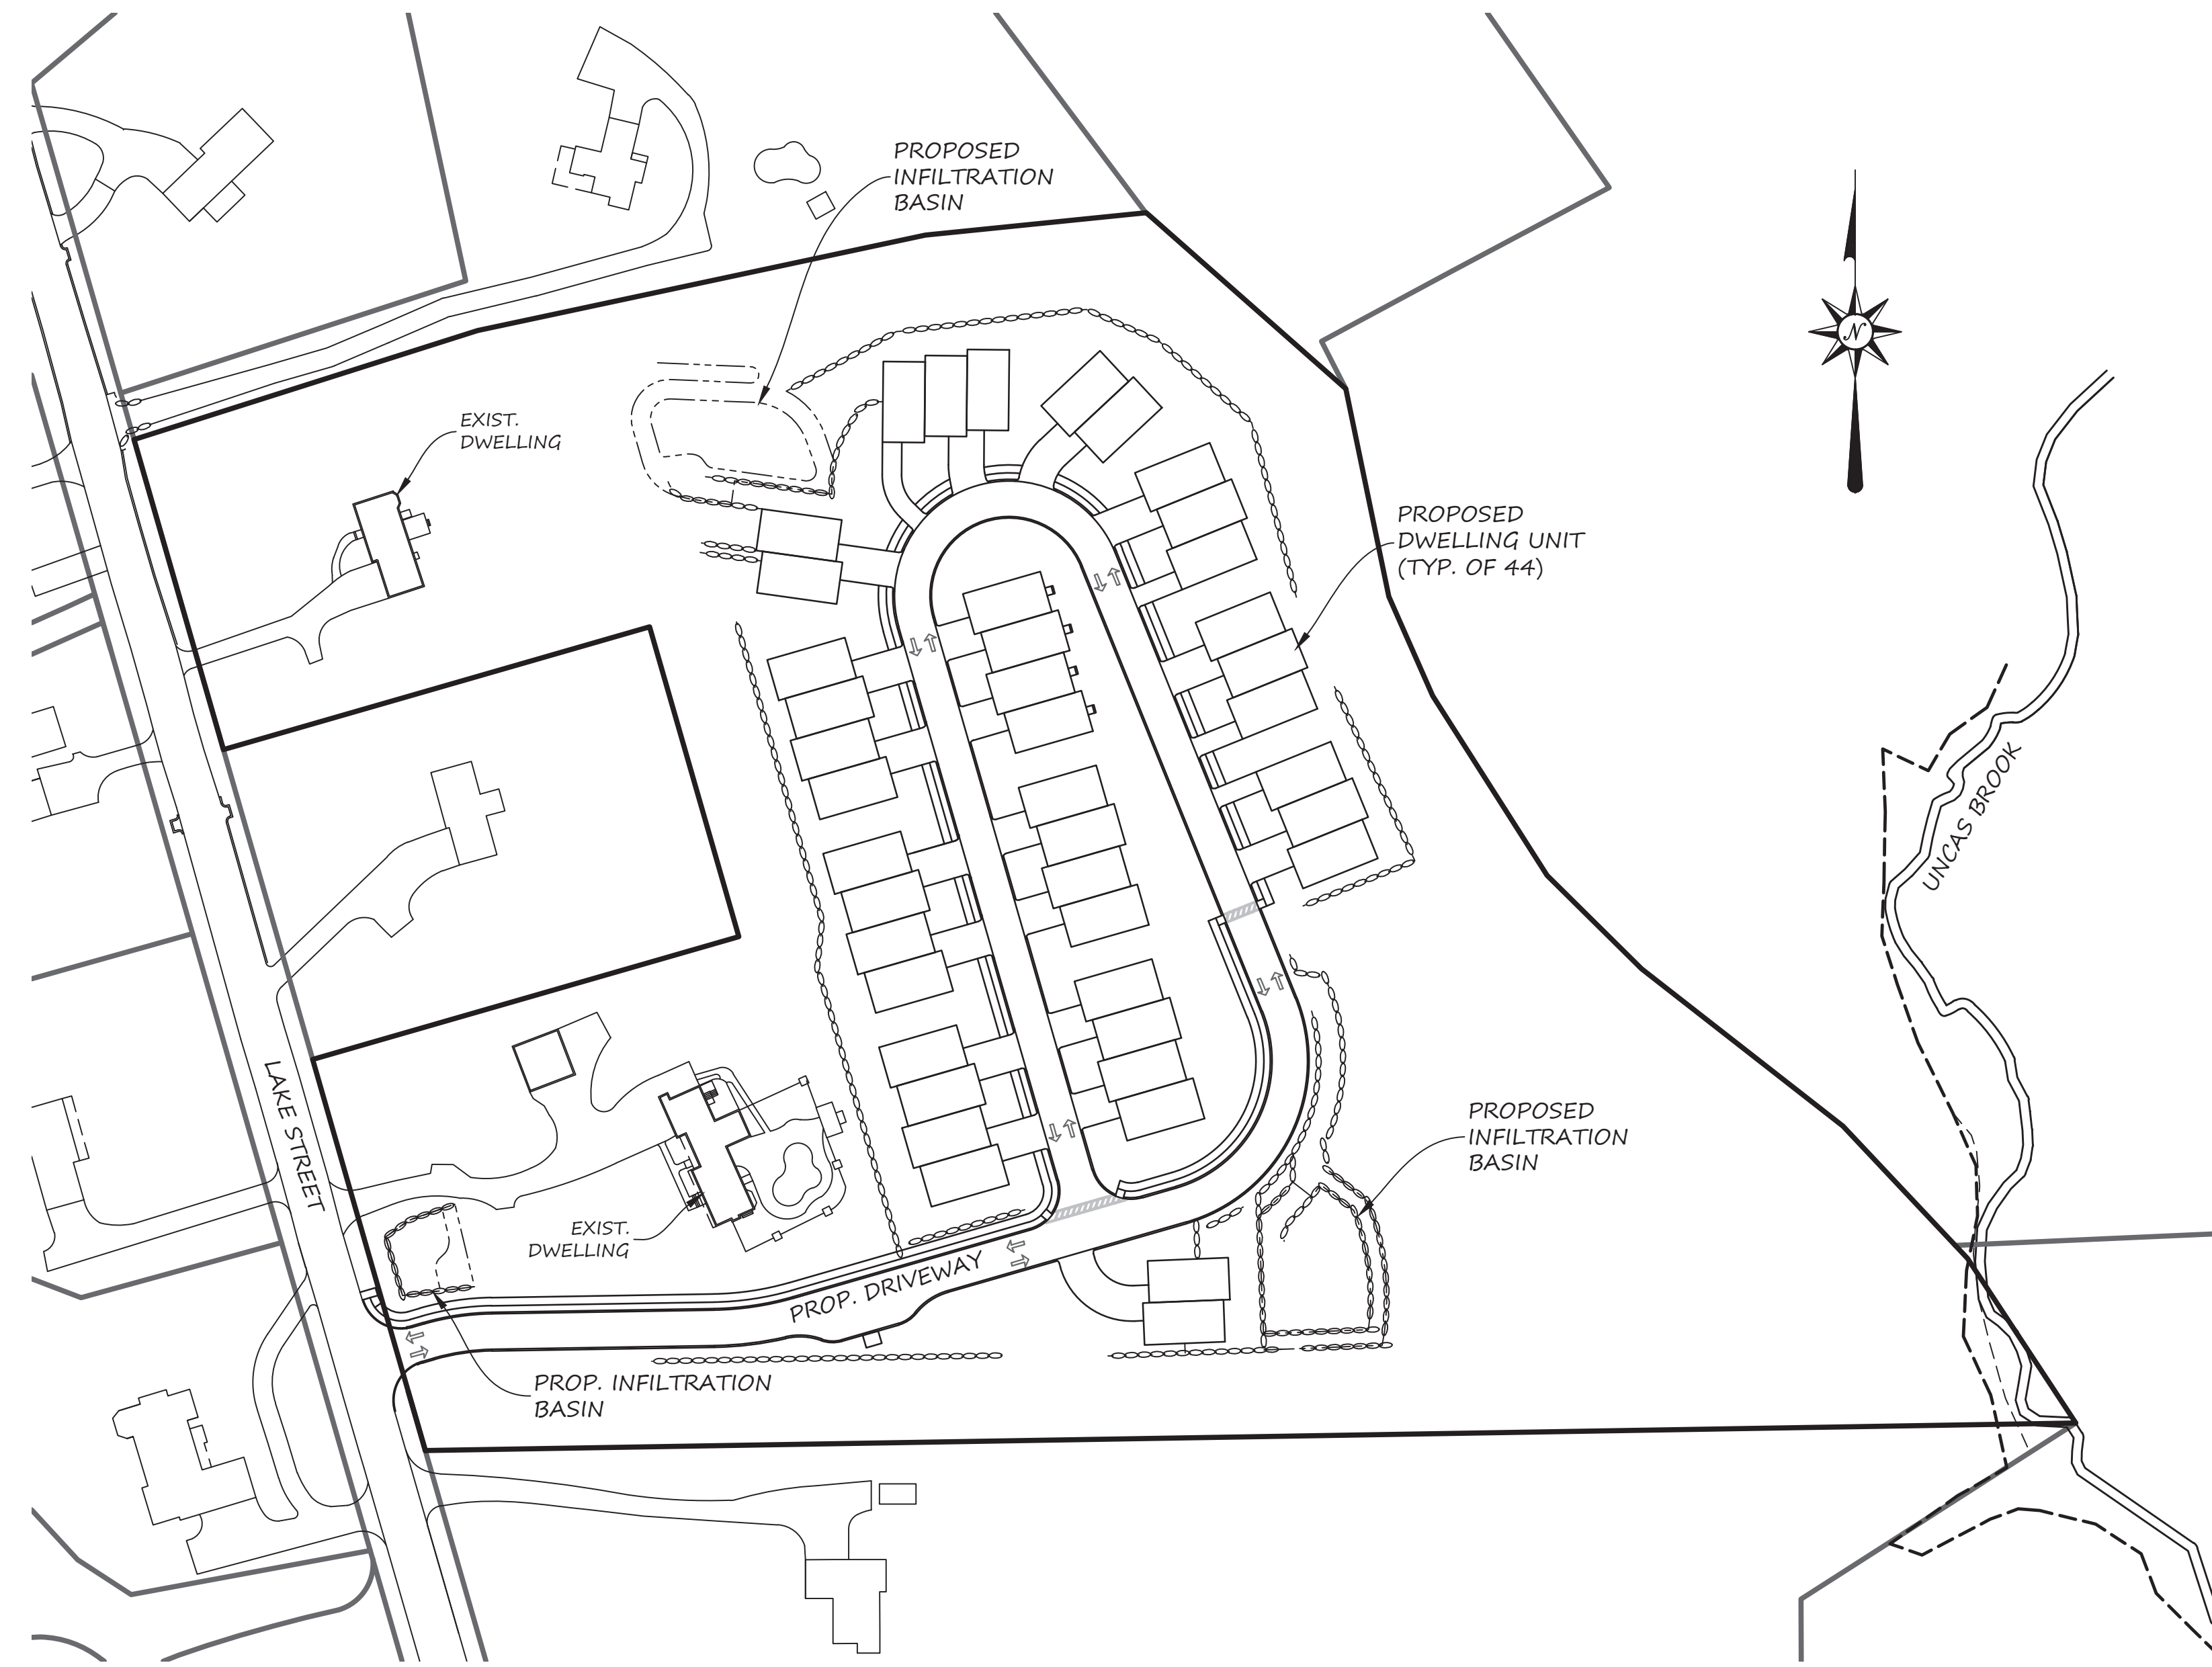 PROPOSED
INFILTRATION
BASIN
N
EXIST.
DWELLING
PROPOSED
DWELLING UNIT
(TYP. OF 44)
UNCAS BROOK
LAKE STREET
PROPOSED
INFILTRATION
BASIN
EXIST.
DWELLING
PROP. DRIVEWAY
PROP. INFILTRATION
BASIN